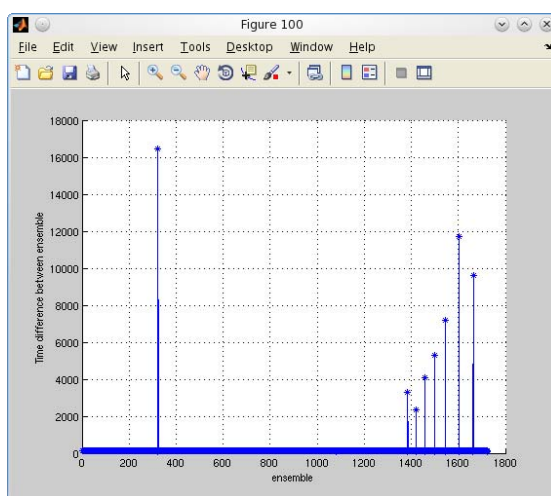 Figure 100
File Edit View Insert Tools Desktop Window Help
18000
16000
14000
12000
10000
8000
6000
4000
2000
0
Time difference between ensemble
0 200 400 600 800 1000 1200 1400 1600 1800
ensemble